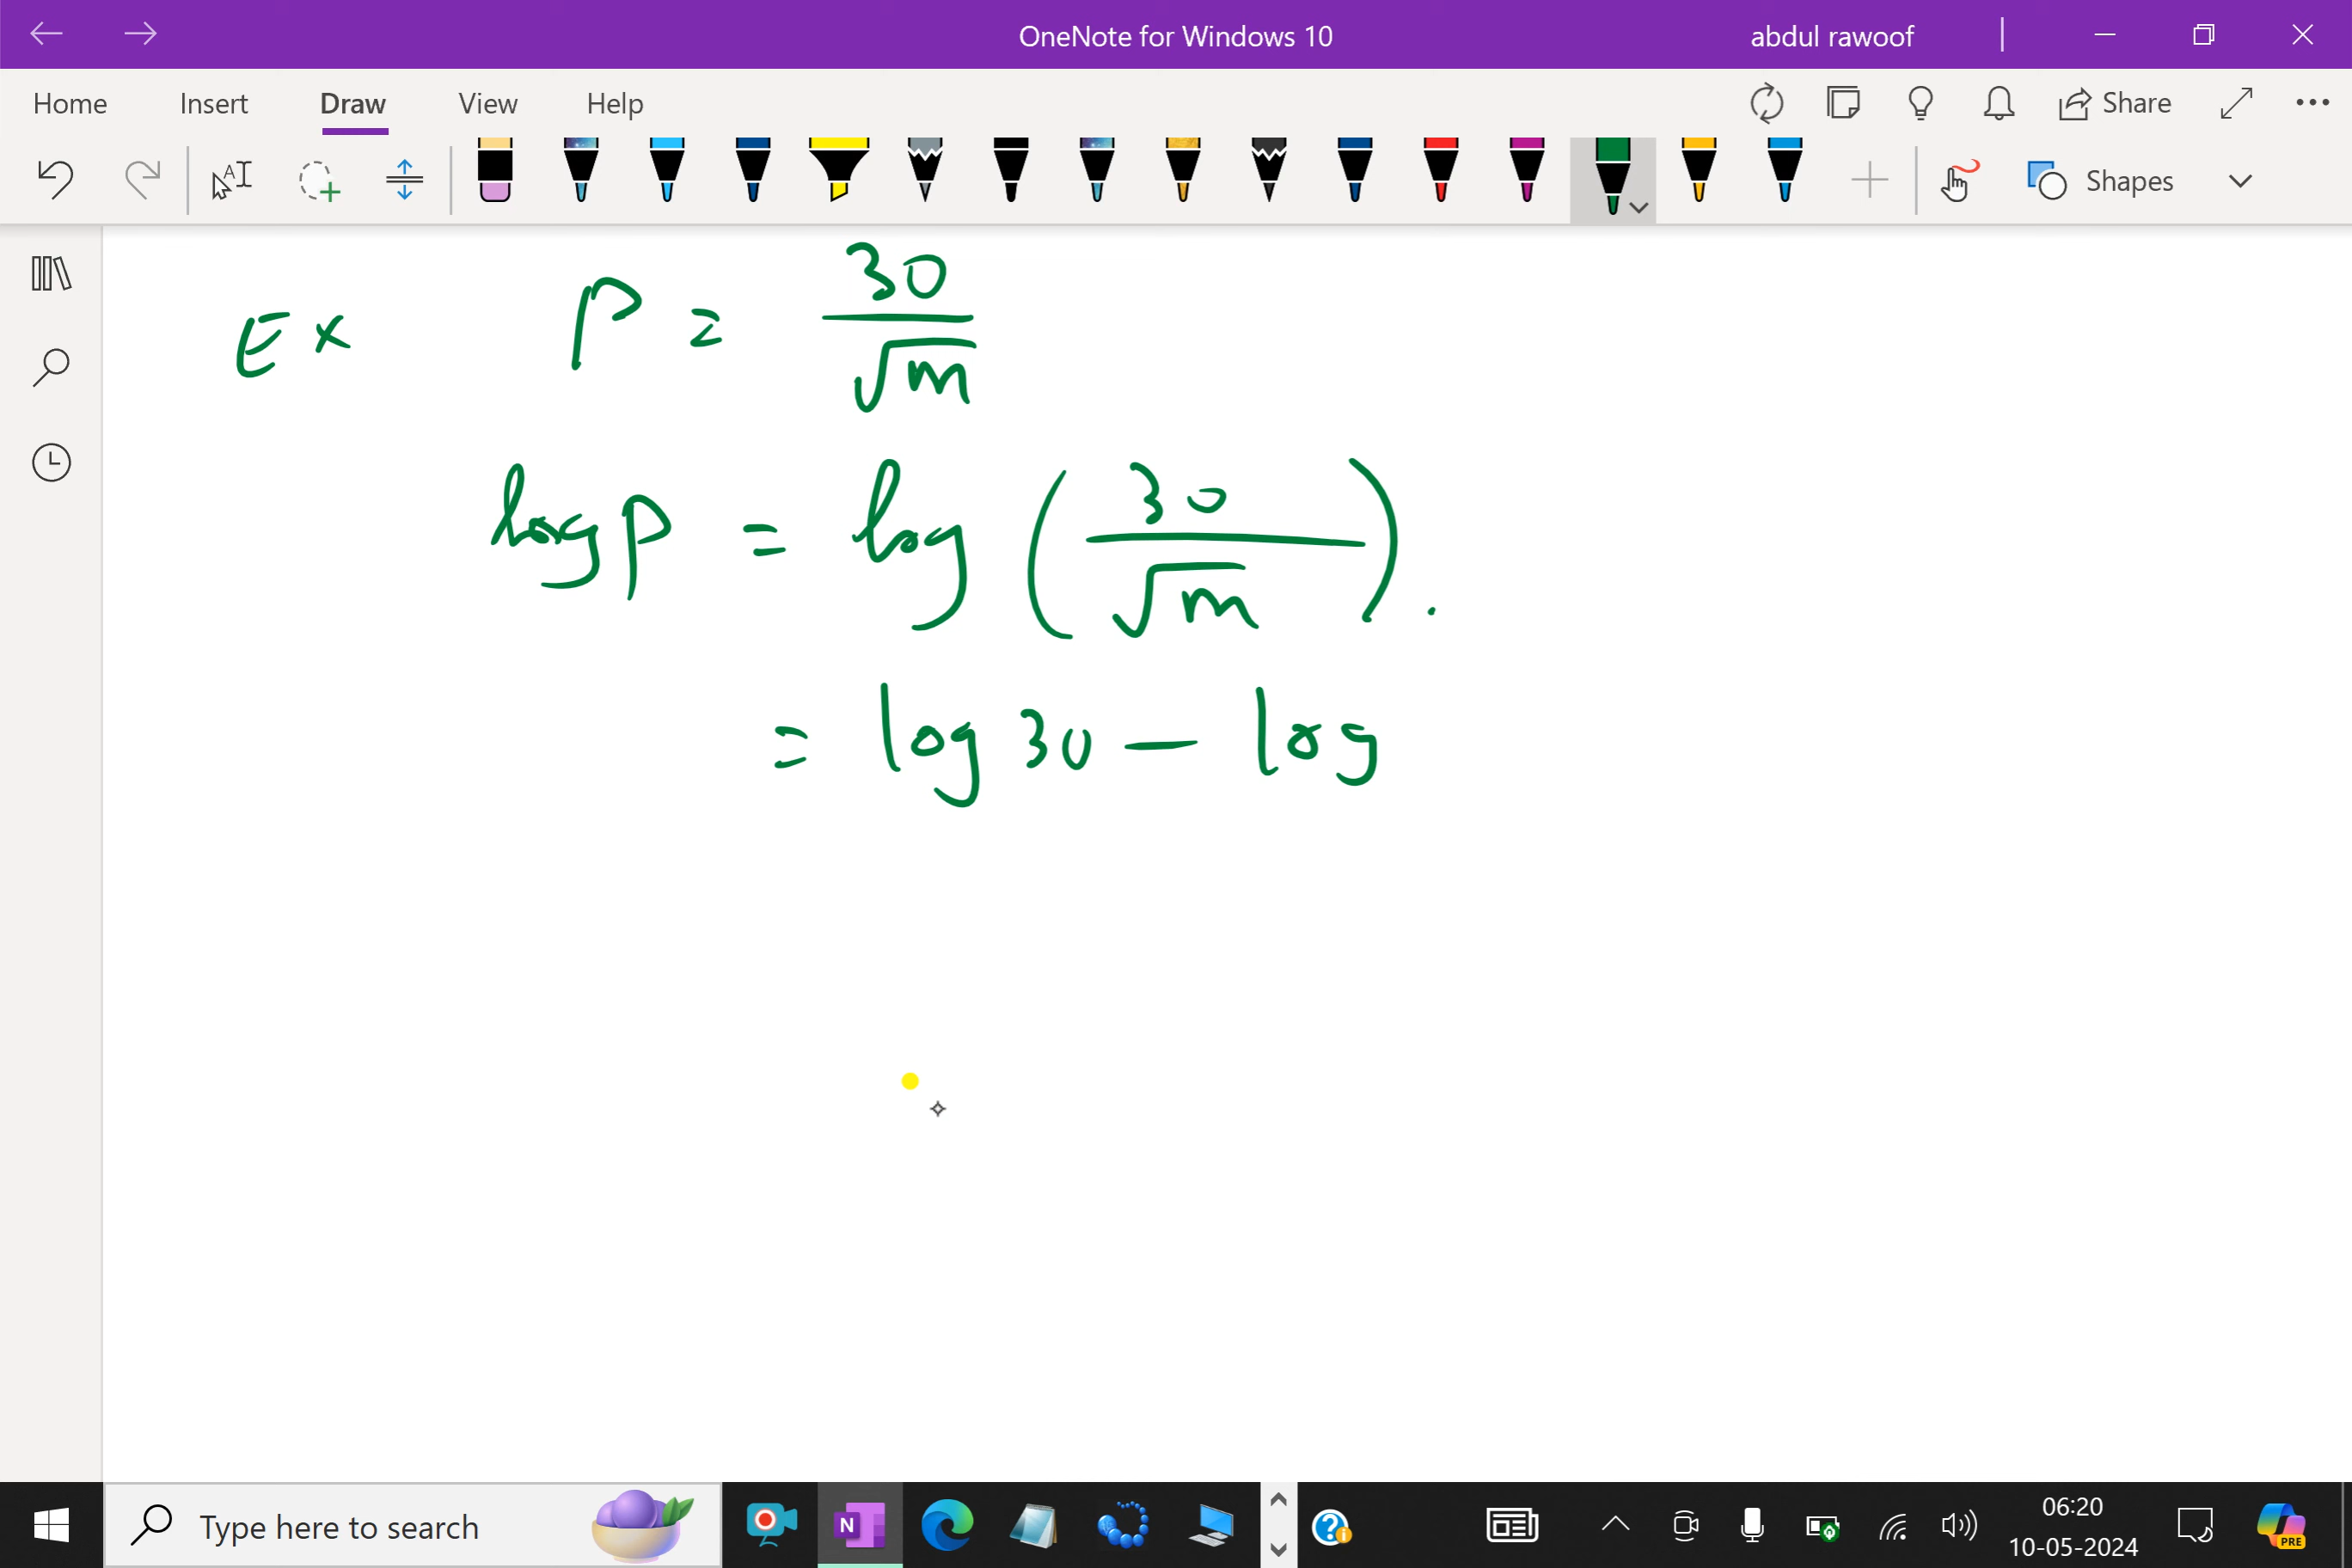 OneNote for Windows 10 abdul rawoof
Home Insert Draw View Help Share
Shapes
Ex P = 30/√m
log p = log (30/√m).
= log 30 - log
Type here to search N PRE 06:20
10-05-2024